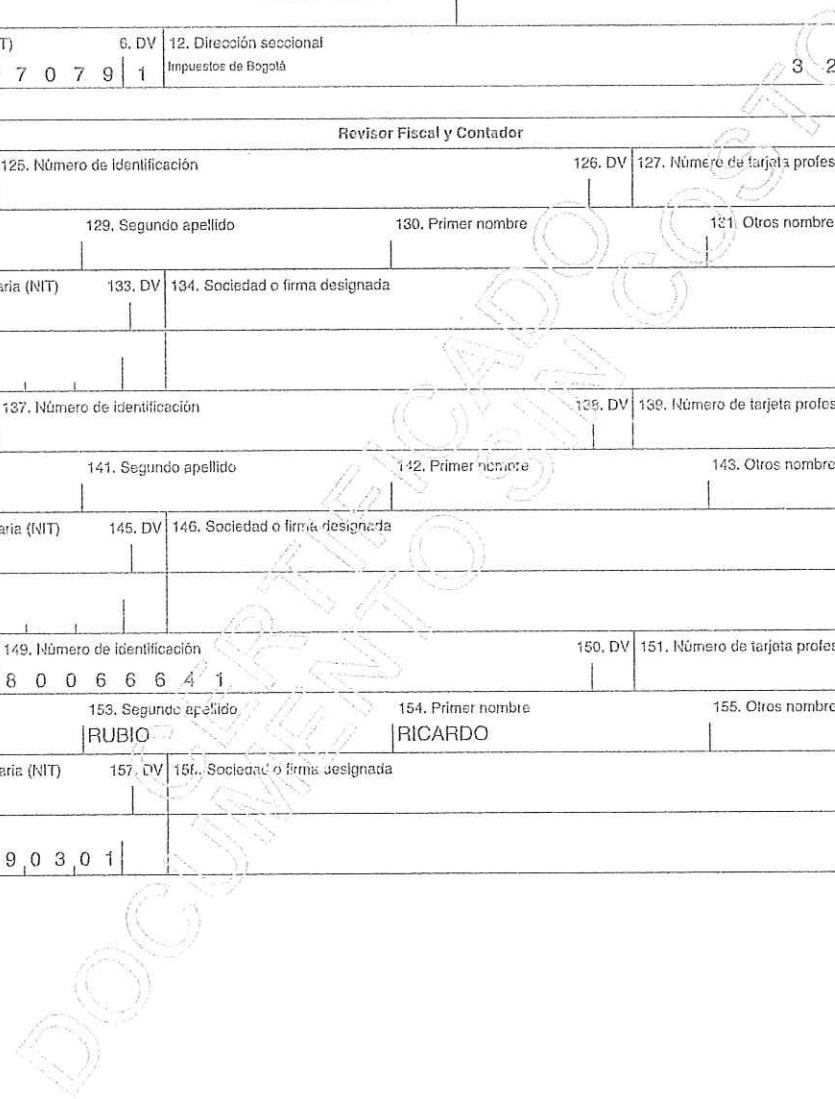 T) 6. DV 12. Dirección seccional
7 0 7 9 1 Impuestos de Bogotá 3 2
Revisor Fiscal y Contador
125. Número de identificación 126. DV 127. Número de tarjeta profes
129. Segundo apellido 130. Primer nombre 131. Otros nombre
aria (NIT) 133. DV 134. Sociedad o firma designada
137. Número de identificación 138. DV 139. Número de tarjeta profes
141. Segundo apellido 142. Primer nombre 143. Otros nombre
aria (NIT) 145. DV 146. Sociedad o firma designada
149. Número de identificación 150. DV 151. Número de tarjeta profes
8 0 0 6 6 6 4 1
153. Segundo apellido 154. Primer nombre 155. Otros nombre
RUBIO RICARDO
aria (NIT) 157. DV 158. Sociedad o firma designada
9 0 3 0 1
CERTIFICADO
DOCUMENTO SIN COSTO